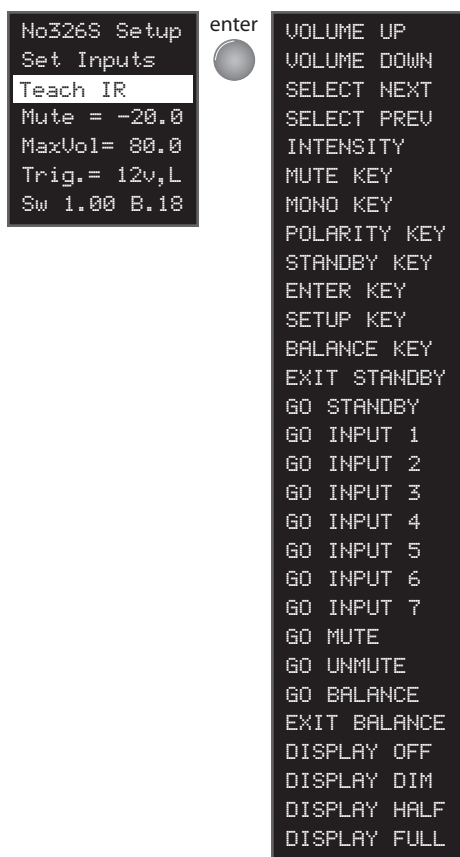 No326S Setup
Set Inputs
Teach IR
Mute = -20.0
MaxVol= 80.0
Trig.= 12v,L
Sw 1.00 B.18
enter
VOLUME UP
VOLUME DOWN
SELECT NEXT
SELECT PREV
INTENSITY
MUTE KEY
MONO KEY
POLARITY KEY
STANDBY KEY
ENTER KEY
SETUP KEY
BALANCE KEY
EXIT STANDBY
GO STANDBY
GO INPUT 1
GO INPUT 2
GO INPUT 3
GO INPUT 4
GO INPUT 5
GO INPUT 6
GO INPUT 7
GO MUTE
GO UNMUTE
GO BALANCE
EXIT BALANCE
DISPLAY OFF
DISPLAY DIM
DISPLAY HALF
DISPLAY FULL